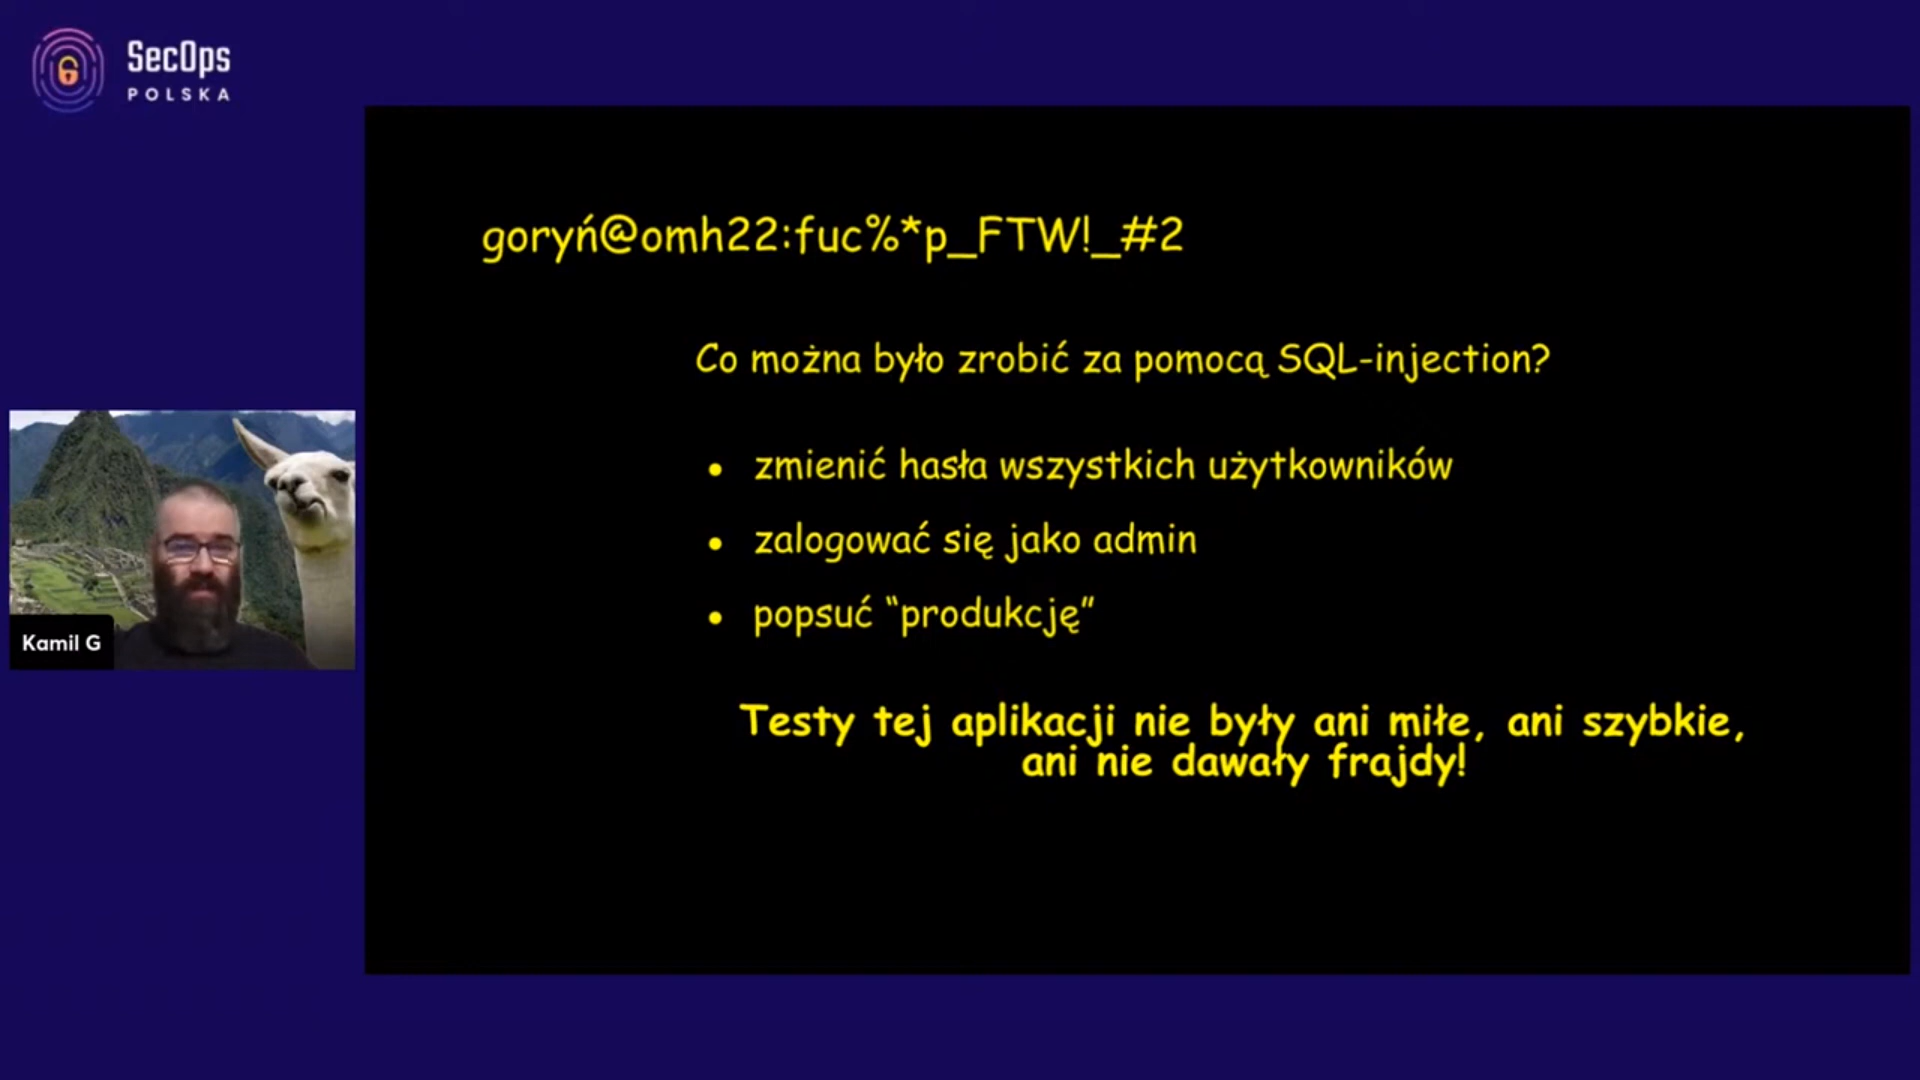 SecOps
POLSKA
goryń@omh22:fuc%*p_FTW!_#2
Co można było zrobić za pomocą SQL-injection?
• zmienić hasła wszystkich użytkowników
• zalogować się jako admin
• popsuć “produkcję”
Testy tej aplikacji nie były ani miłe, ani szybkie,
ani nie dawały frajdy!
Kamil G